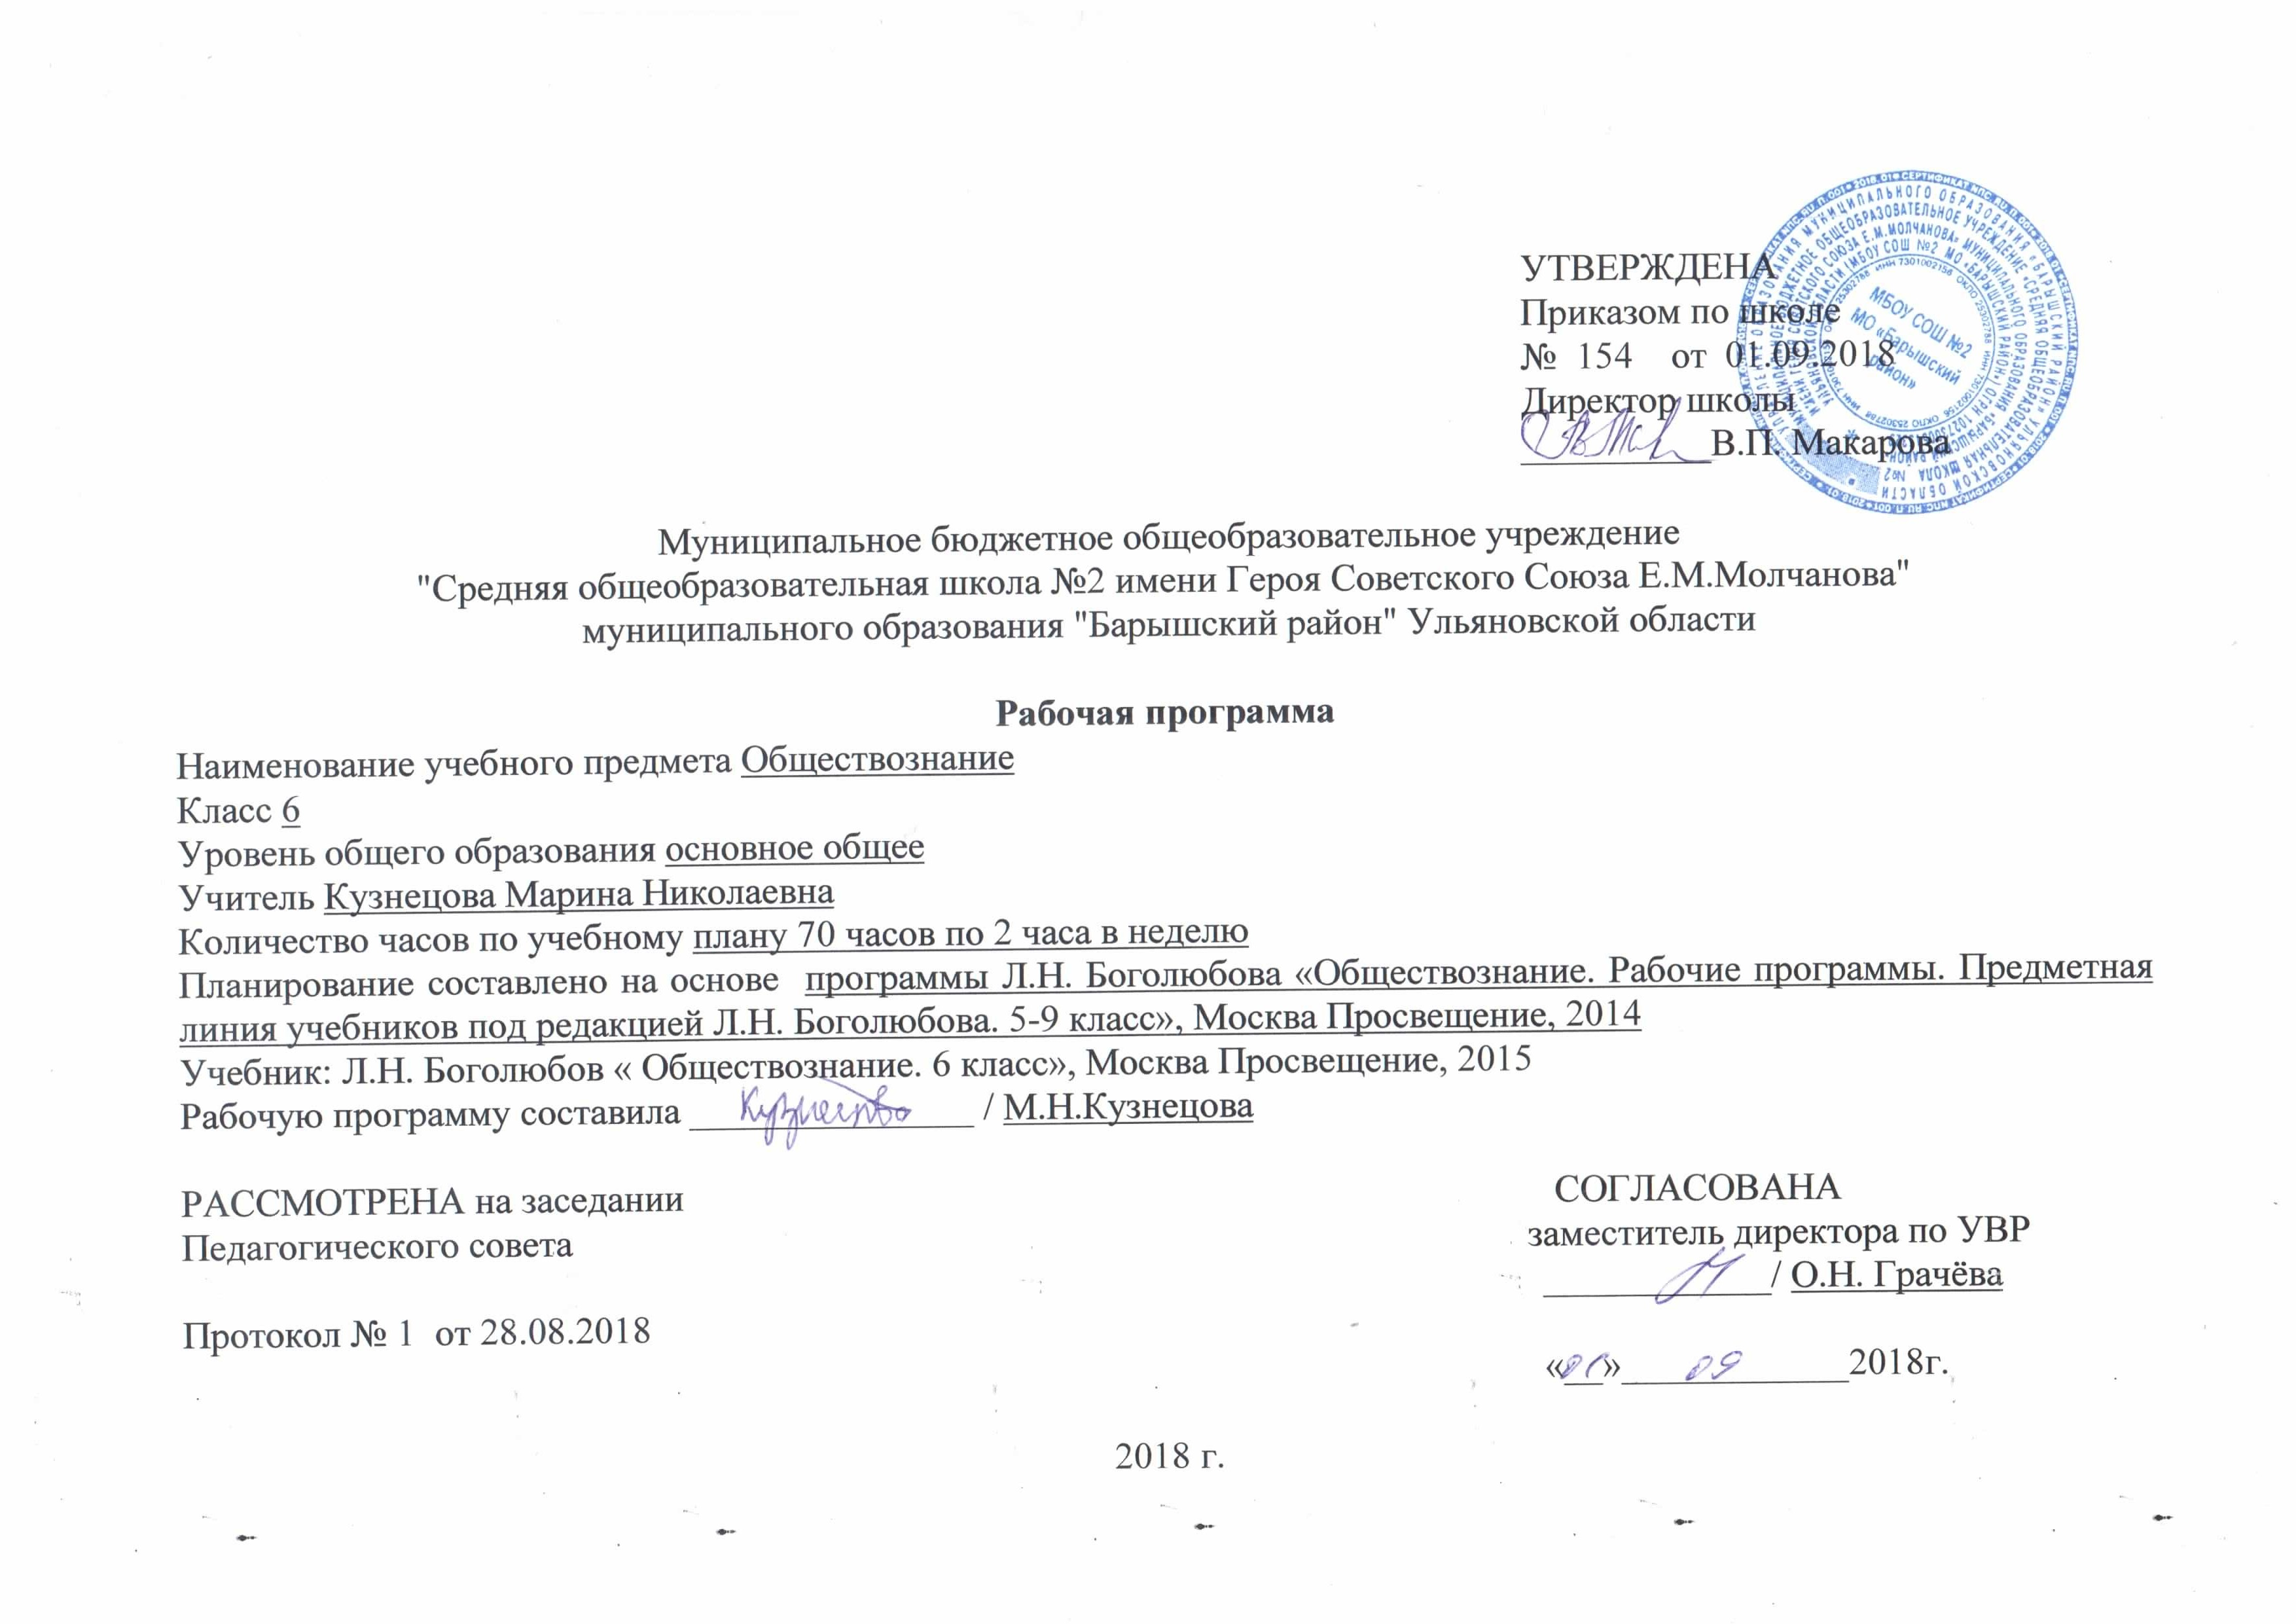 УТВЕРЖДЕНА
Приказом по школе
№ 154 от 01.09.2018
Директор школы
В.П. Макарова
МБОУ СОШ №2
МО «Барышский
район»
Муниципальное бюджетное общеобразовательное учреждение
"Средняя общеобразовательная школа №2 имени Героя Советского Союза Е.М.Молчанова"
муниципального образования "Барышский район" Ульяновской области
Рабочая программа
Наименование учебного предмета Обществознание
Класс 6
Уровень общего образования основное общее
Учитель Кузнецова Марина Николаевна
Количество часов по учебному плану 70 часов по 2 часа в неделю
Планирование составлено на основе программы Л.Н. Боголюбова «Обществознание. Рабочие программы. Предметная
линия учебников под редакцией Л.Н. Боголюбова. 5-9 класс», Москва Просвещение, 2014
Учебник: Л.Н. Боголюбов « Обществознание. 6 класс», Москва Просвещение, 2015
Рабочую программу составила / М.Н.Кузнецова
РАССМОТРЕНА на заседании
Педагогического совета
Протокол № 1 от 28.08.2018
СОГЛАСОВАНА
заместитель директора по УВР
/ О.Н. Грачёва
«01» 09 2018г.
2018 г.